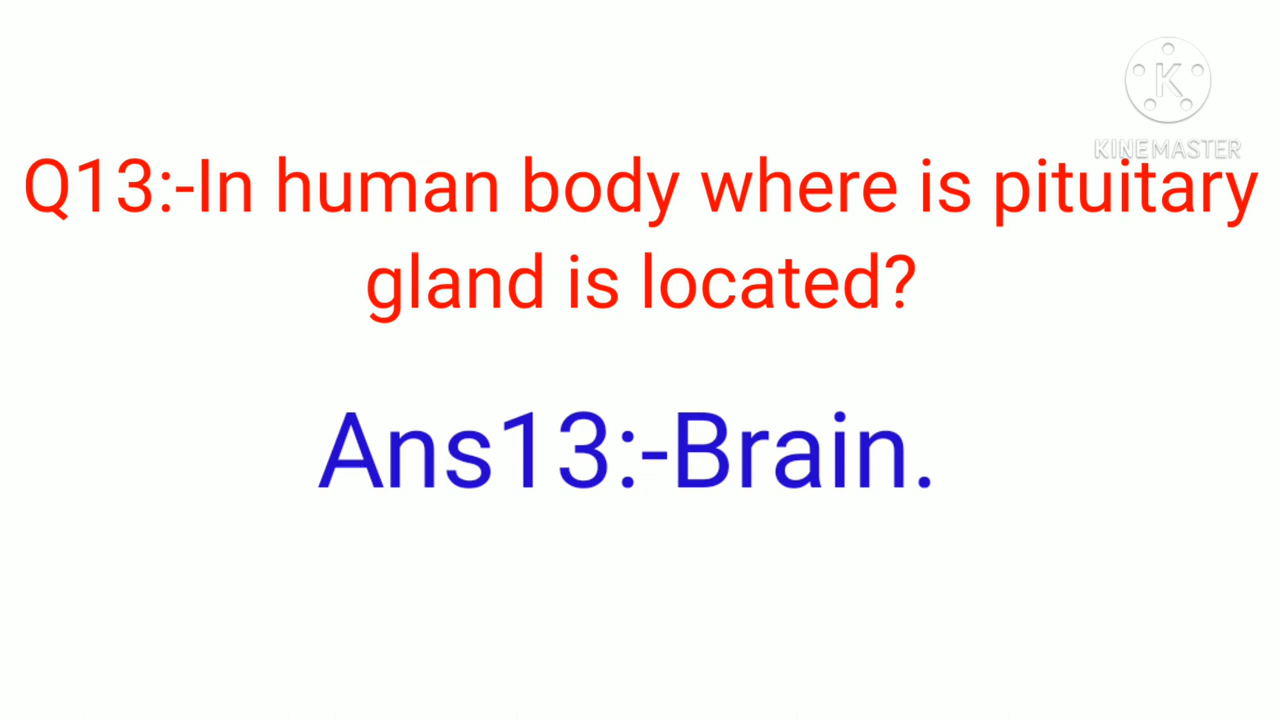 K
KINEMASTER
Q13:-In human body where is pituitary
gland is located?
Ans13:-Brain.